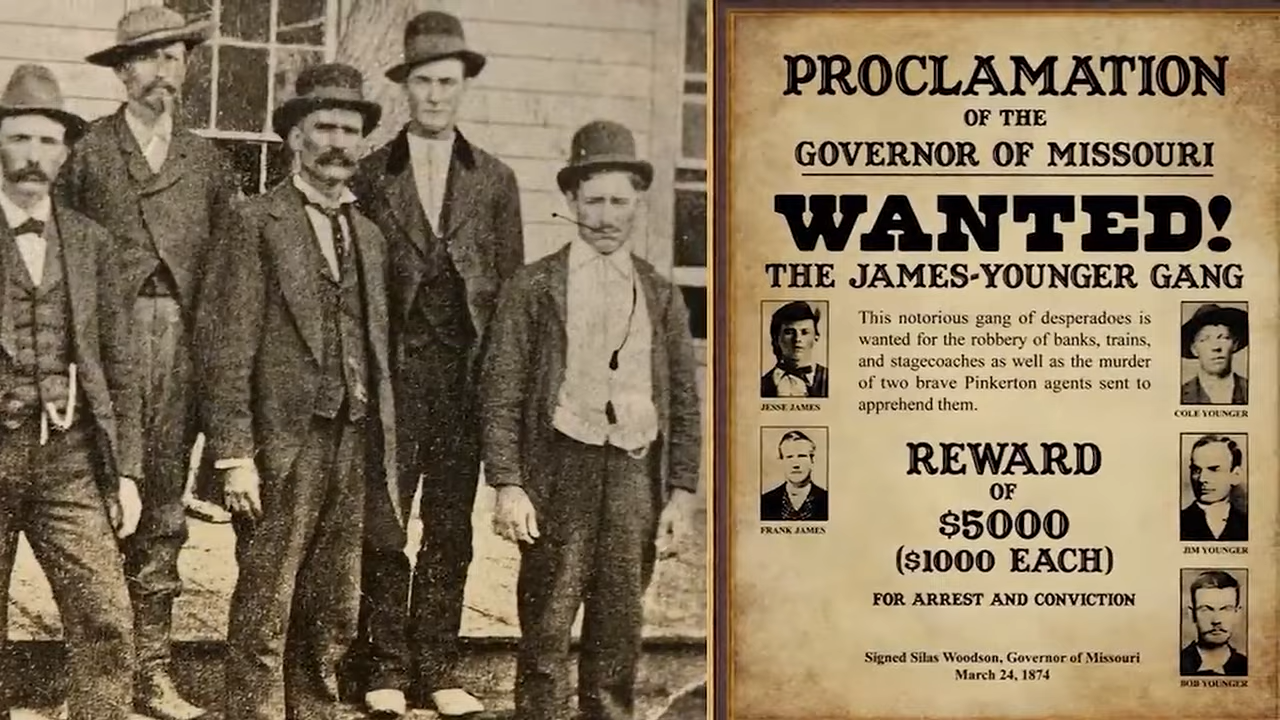 PROCLAMATION
OF THE
GOVERNOR OF MISSOURI
WANTED!
THE JAMES-YOUNGER GANG
This notorious gang of desperadoes is
wanted for the robbery of banks, trains,
and stagecoaches as well as the murder
of two brave Pinkerton agents sent to
apprehend them.
JESSE JAMES
COLE YOUNGER
REWARD
OF
$5000
($1000 EACH)
FRANK JAMES
JIM YOUNGER
FOR ARREST AND CONVICTION
Signed Silas Woodson, Governor of Missouri
March 24, 1874
BOB YOUNGER